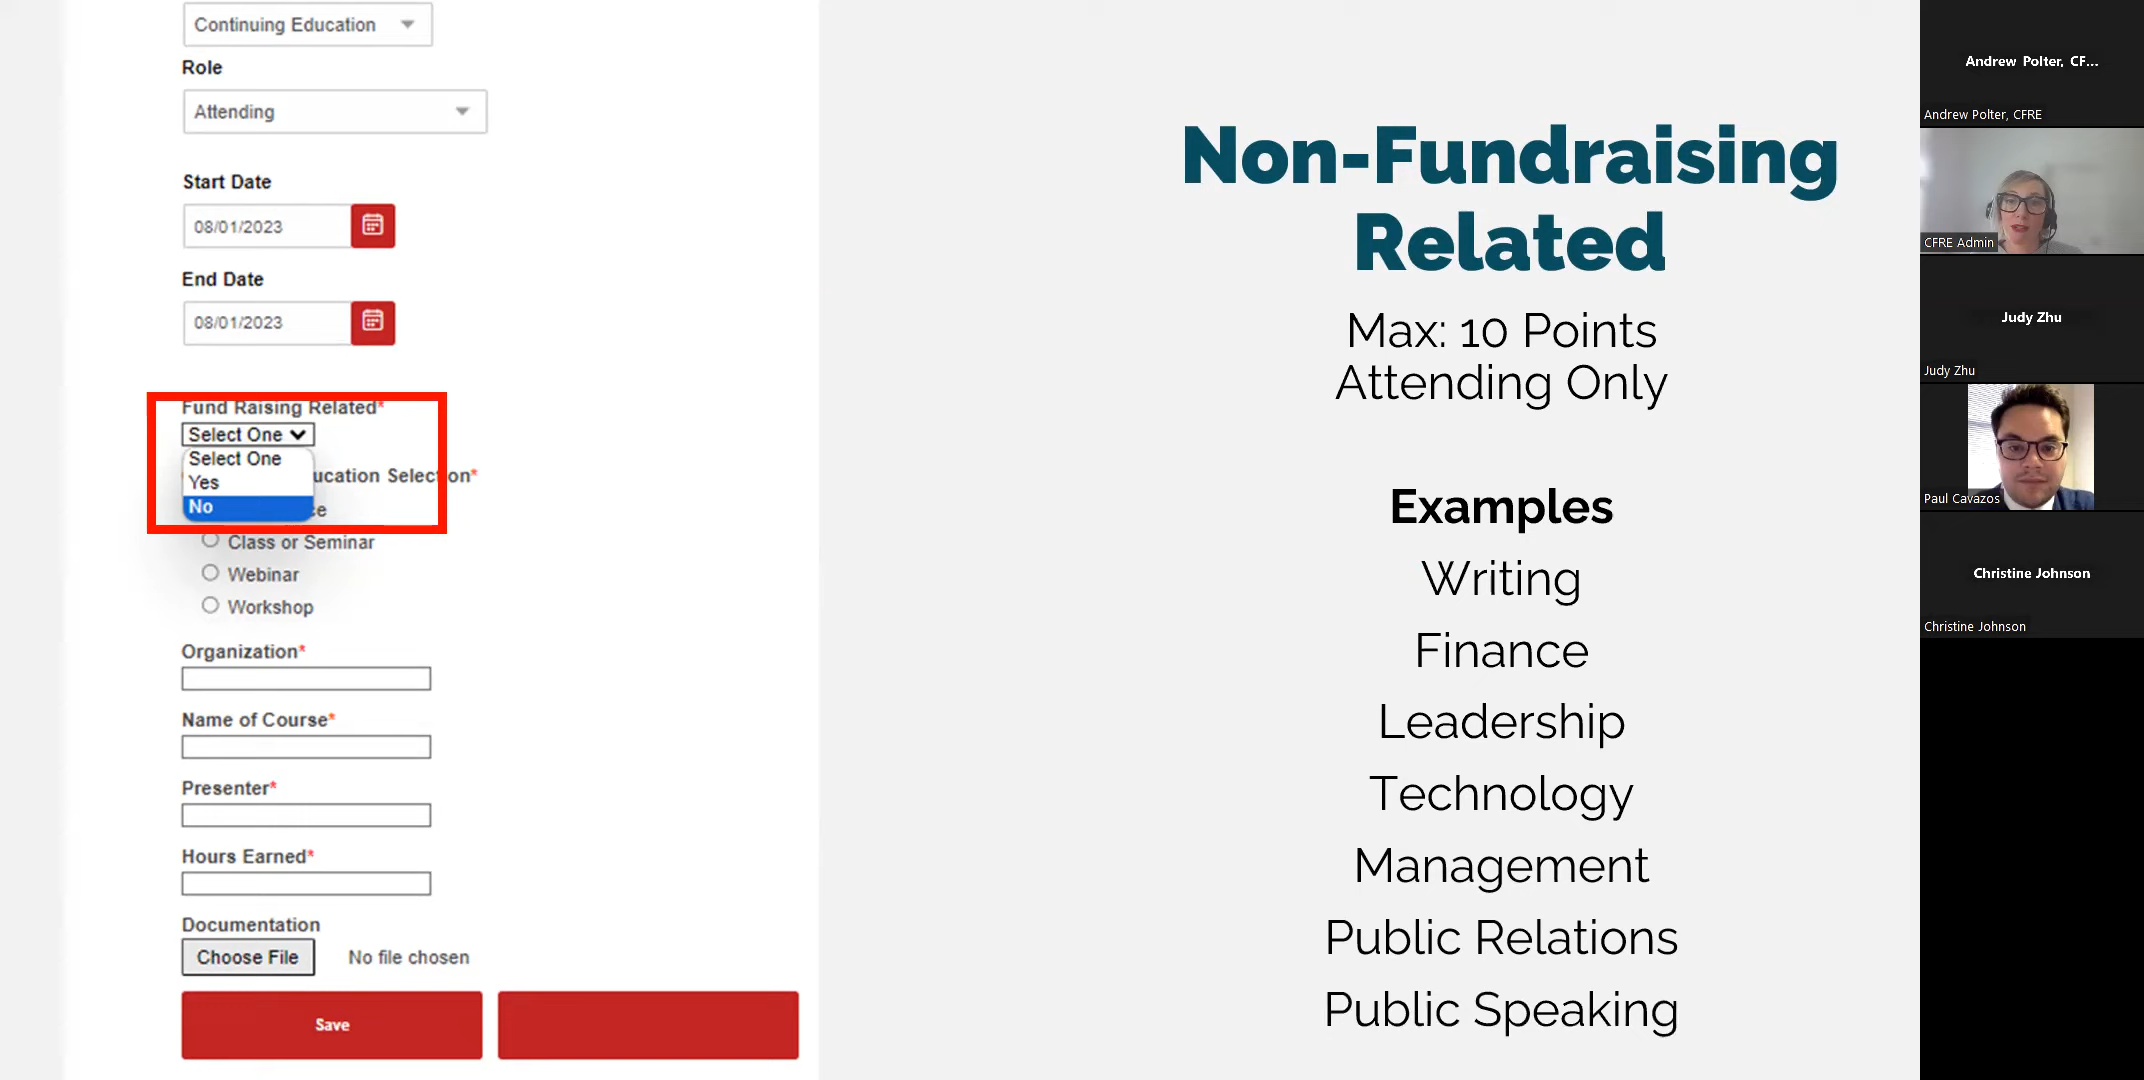 Continuing Education
Role
Attending
Start Date
08/01/2023
End Date
08/01/2023
Fund Raising Related*
Select One
Select One
Yes
No
Selection*
Class or Seminar
Webinar
Workshop
Organization*
Name of Course*
Presenter*
Hours Earned*
Documentation
Choose File No file chosen
Save
Non-Fundraising
Related
Max: 10 Points
Attending Only
Examples
Writing
Finance
Leadership
Technology
Management
Public Relations
Public Speaking
Andrew Polter, CF...
Andrew Polter, CFRE
CFRE Admin
Judy Zhu
Judy Zhu
Paul Cavazos
Christine Johnson
Christine Johnson